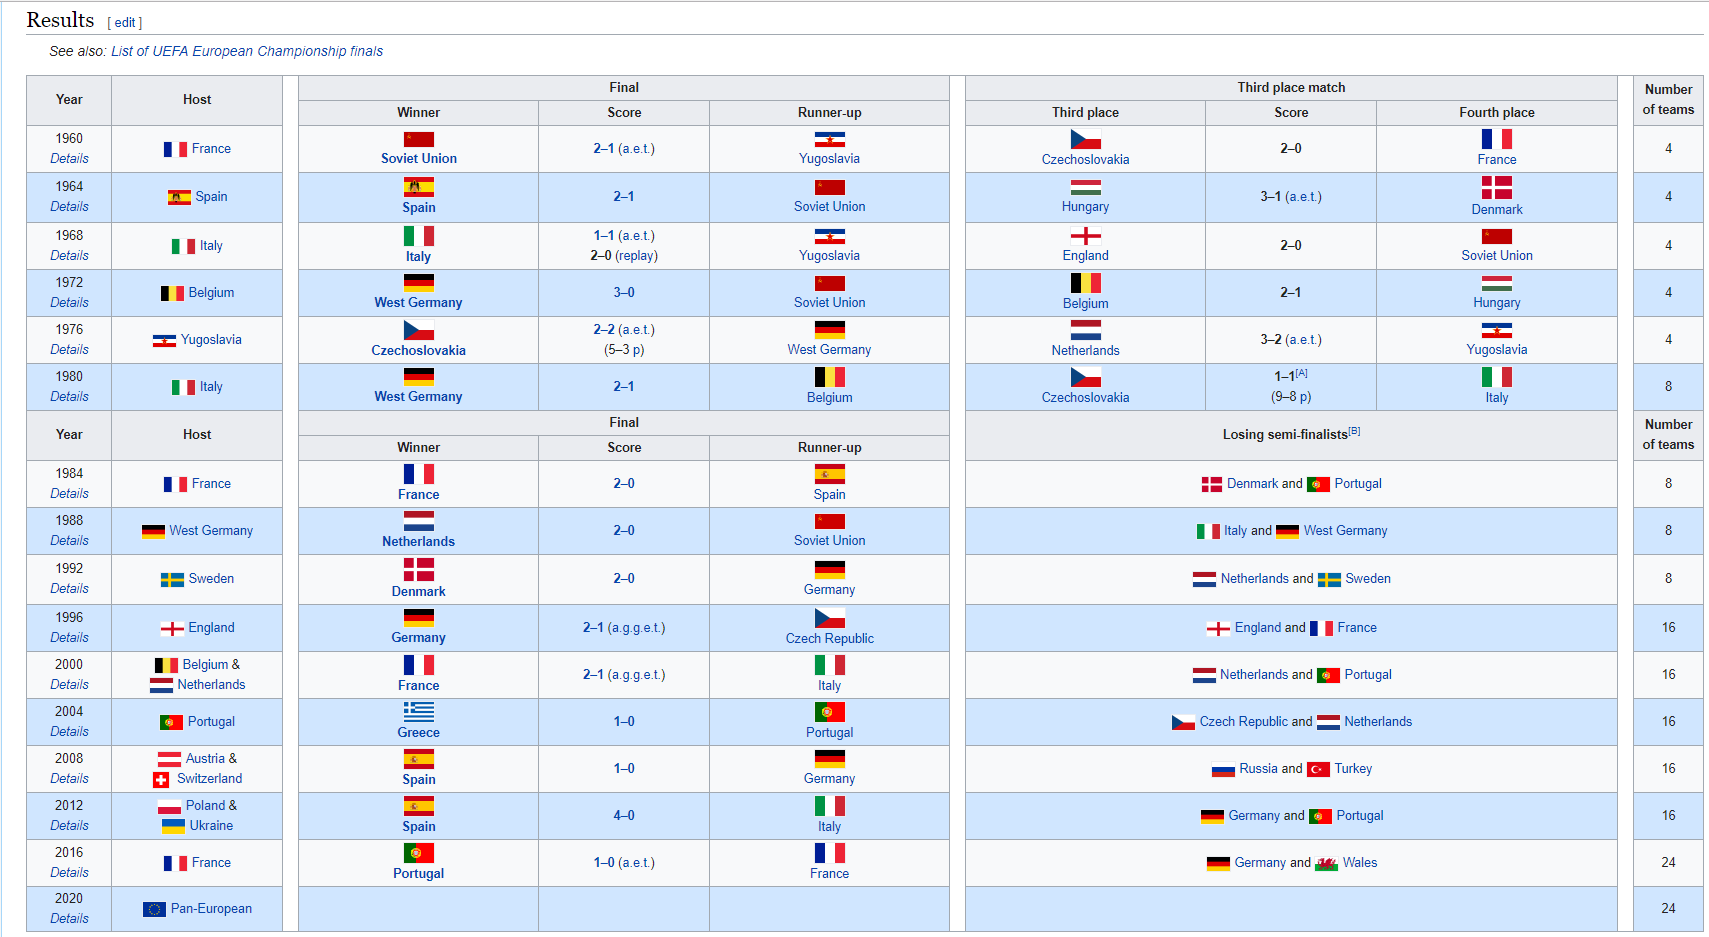 Results [ edit ]
See also: List of UEFA European Championship finals
Year Host Final Third place match Number of teams
Winner Score Runner-up Third place Score Fourth place
1960 Details France Soviet Union 2–1 (a.e.t.) Yugoslavia Czechoslovakia 2–0 France 4
1964 Details Spain Spain 2–1 Soviet Union Hungary 3–1 (a.e.t.) Denmark 4
1968 Details Italy Italy 1–1 (a.e.t.) 2–0 (replay) Yugoslavia England 2–0 Soviet Union 4
1972 Details Belgium West Germany 3–0 Soviet Union Belgium 2–1 Hungary 4
1976 Details Yugoslavia Czechoslovakia 2–2 (a.e.t.) (5–3 p) West Germany Netherlands 3–2 (a.e.t.) Yugoslavia 4
1980 Details Italy West Germany 2–1 Belgium Czechoslovakia 1–1[A] (9–8 p) Italy 8
Year Host Final Losing semi-finalists[B] Number of teams
Winner Score Runner-up
1984 Details France France 2–0 Spain Denmark and Portugal 8
1988 Details West Germany Netherlands 2–0 Soviet Union Italy and West Germany 8
1992 Details Sweden Denmark 2–0 Germany Netherlands and Sweden 8
1996 Details England Germany 2–1 (a.g.g.e.t.) Czech Republic England and France 16
2000 Details Belgium & Netherlands France 2–1 (a.g.g.e.t.) Italy Netherlands and Portugal 16
2004 Details Portugal Greece 1–0 Portugal Czech Republic and Netherlands 16
2008 Details Austria & Switzerland Spain 1–0 Germany Russia and Turkey 16
2012 Details Poland & Ukraine Spain 4–0 Italy Germany and Portugal 16
2016 Details France Portugal 1–0 (a.e.t.) France Germany and Wales 24
2020 Details Pan-European 24